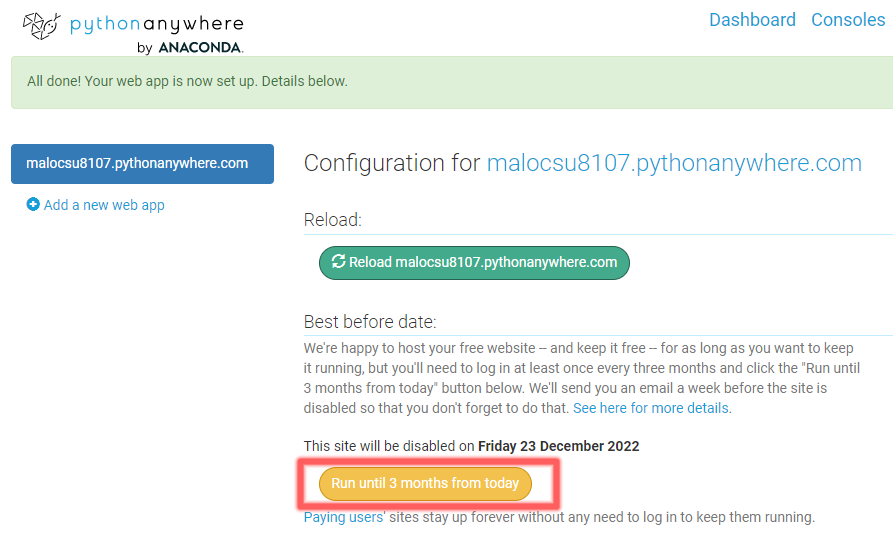 pythonanywhere
by ANACONDA.
Dashboard Consoles
All done! Your web app is now set up. Details below.
malocsu8107.pythonanywhere.com
Add a new web app
Configuration for malocsu8107.pythonanywhere.com
Reload:
Reload malocsu8107.pythonanywhere.com
Best before date:
We're happy to host your free website -- and keep it free -- for as long as you want to keep
it running, but you'll need to log in at least once every three months and click the "Run until
3 months from today" button below. We'll send you an email a week before the site is
disabled so that you don't forget to do that. See here for more details.
This site will be disabled on Friday 23 December 2022
Run until 3 months from today
Paying users' sites stay up forever without any need to log in to keep them running.